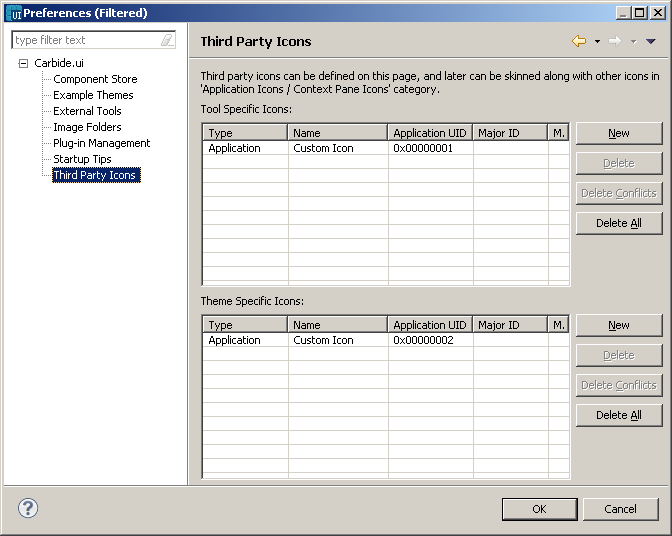 UI Preferences (Filtered)
type filter text
Carbide.ui
Component Store
Example Themes
External Tools
Image Folders
Plug-in Management
Startup Tips
Third Party Icons
Third Party Icons
Third party icons can be defined on this page, and later can be skinned along with other icons in
'Application Icons / Context Pane Icons' category.
Tool Specific Icons:
Type Name Application UID Major ID M.
Application Custom Icon 0x00000001
New
Delete
Delete Conflicts
Delete All
Theme Specific Icons:
Type Name Application UID Major ID M.
Application Custom Icon 0x00000002
New
Delete
Delete Conflicts
Delete All
?
OK Cancel